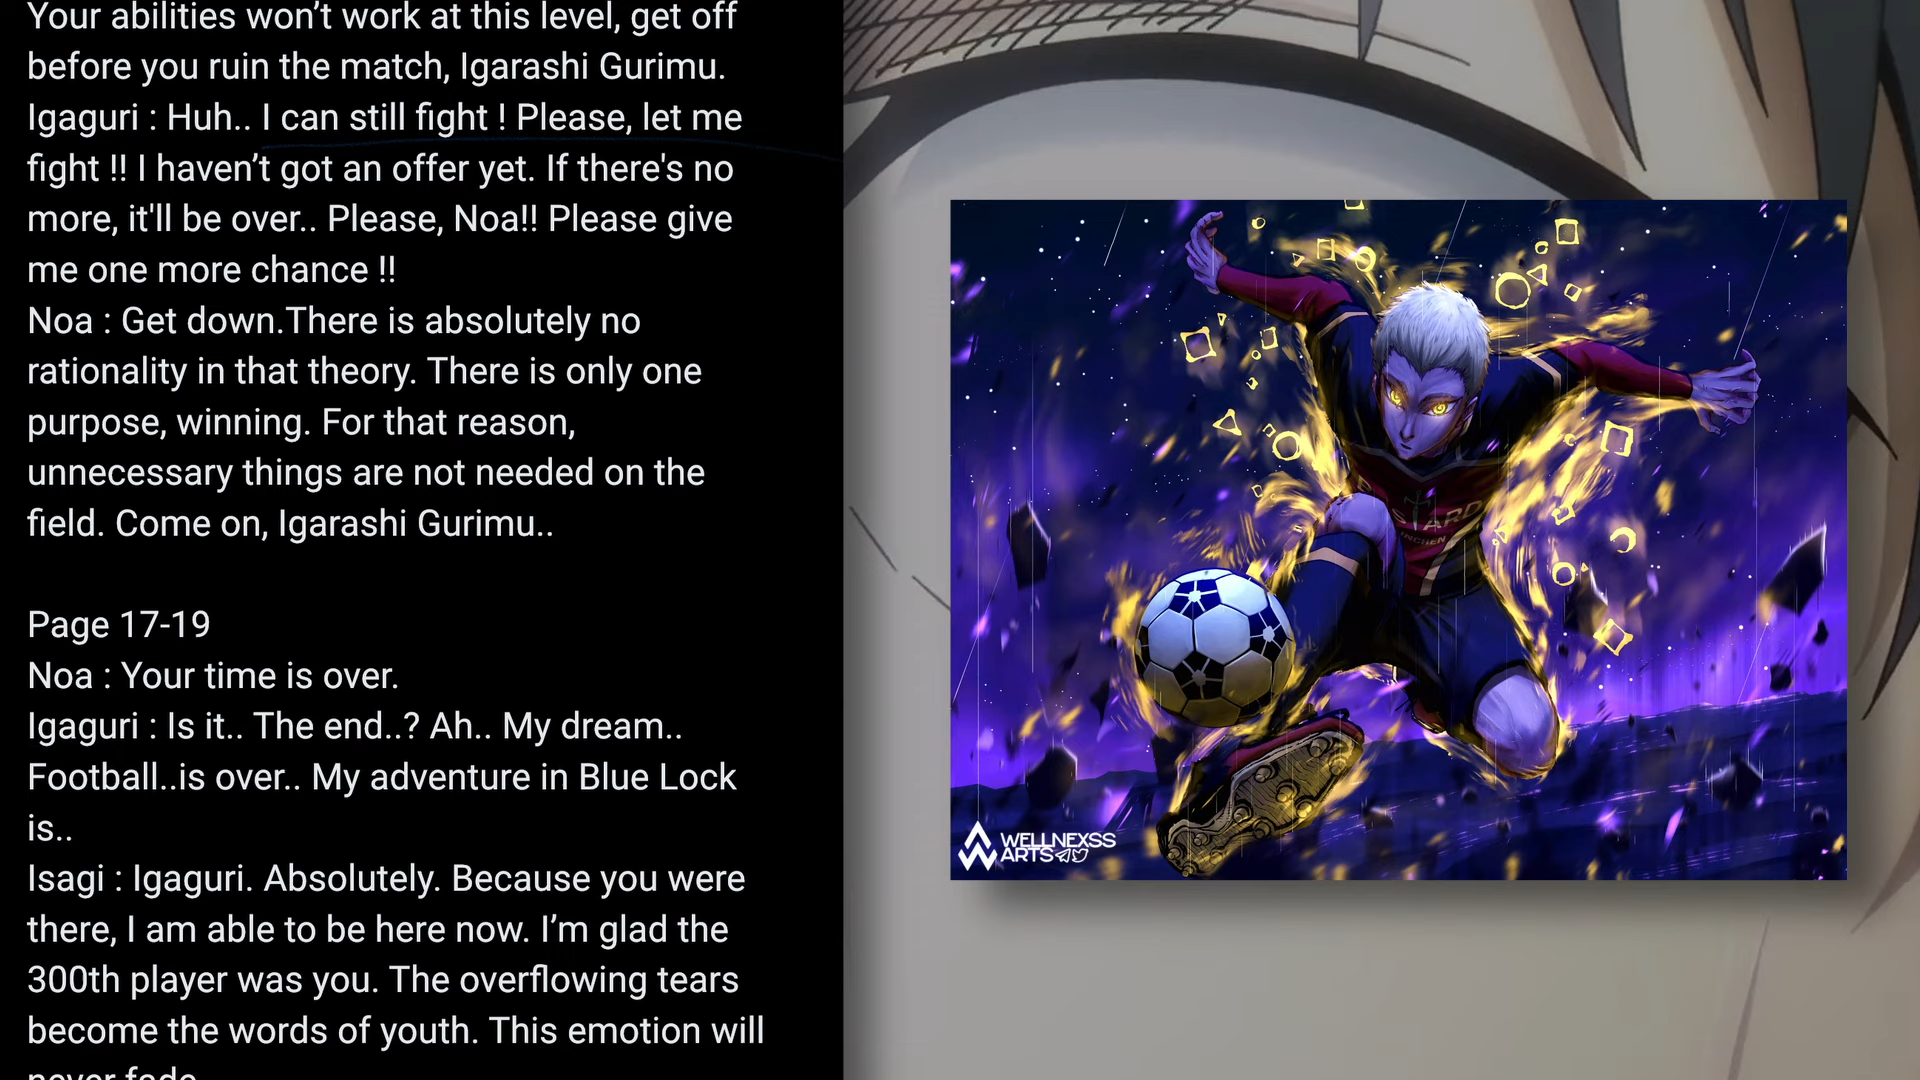 Your abilities won’t work at this level, get off
before you ruin the match, Igarashi Gurimu.
Igaguri : Huh.. I can still fight ! Please, let me
fight !! I haven’t got an offer yet. If there's no
more, it'll be over.. Please, Noa!! Please give
me one more chance !!
Noa : Get down.There is absolutely no
rationality in that theory. There is only one
purpose, winning. For that reason,
unnecessary things are not needed on the
field. Come on, Igarashi Gurimu..
Page 17-19
Noa : Your time is over.
Igaguri : Is it.. The end..? Ah.. My dream..
Football..is over.. My adventure in Blue Lock
is..
Isagi : Igaguri. Absolutely. Because you were
there, I am able to be here now. I’m glad the
300th player was you. The overflowing tears
become the words of youth. This emotion will
never fade
WELLNEXSS
ARTS